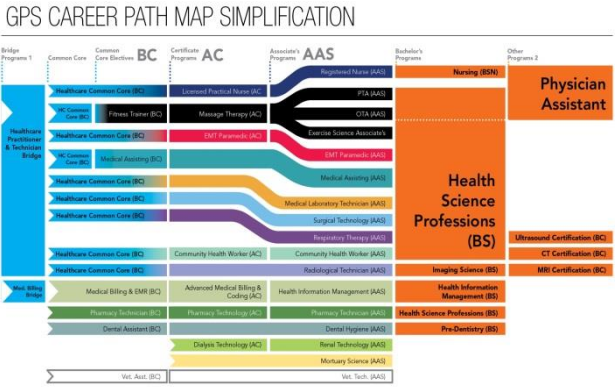 GPS CAREER PATH MAP SIMPLIFICATION
Bridge
Programs 1
Common Core
Common
Core Electives
BC
Certificate
Programs
AC
Associate's
Programs
AAS
Bachelor's
Programs
Other
Programs 2
Healthcare Common Core (BC)
Licensed Practical Nurse (AC
Registered Nurse (AAS)
Nursing (BSN)
Physician
Assistant
HC Common
Core (BC)
Fitness Trainer (BC)
Massage Therapy (AC)
PTA (AAS)
OTA (AAS)
Exercise Science Associate's
Healthcare
Practitioner
& Technician
Bridge
Healthcare Common Core (BC)
EMT Paramedic (AC)
EMT Paramedic (AAS)
HC Common
Core (BC)
Medical Assisting (BC)
Medical Assisting (AAS)
Healthcare Common Core (BC)
Medical Laboratory Technician (AAS)
Healthcare Common Core (BC)
Surgical Technology (AAS)
Healthcare Common Core (BC)
Respiratory Therapy (AAS)
Health
Science
Professions
(BS)
Ultrasound Certification (BC)
Healthcare Common Core (BC)
Community Health Worker (AC)
Community Health Worker (AAS)
CT Certification (BC)
Healthcare Common Core (BC)
Radiological Technician (AAS)
Imaging Science (BS)
MRI Certification (BC)
Med. Billing
Bridge
Medical Billing & EMR (BC)
Advanced Medical Billing &
Coding (AC)
Health Information Management (AAS)
Health Information
Management (BS)
Pharmacy Technician (BC)
Pharmacy Technology (AC)
Pharmacy Technician (AAS)
Health Science Professions (BS)
Dental Assistant (BC)
Dental Hygiene (AAS)
Pre-Dentistry (BS)
Dialysis Technology (AC)
Renal Technology (AAS)
Mortuary Science (AAS)
Vet. Asst. (BC)
Vet. Tech. (AAS)